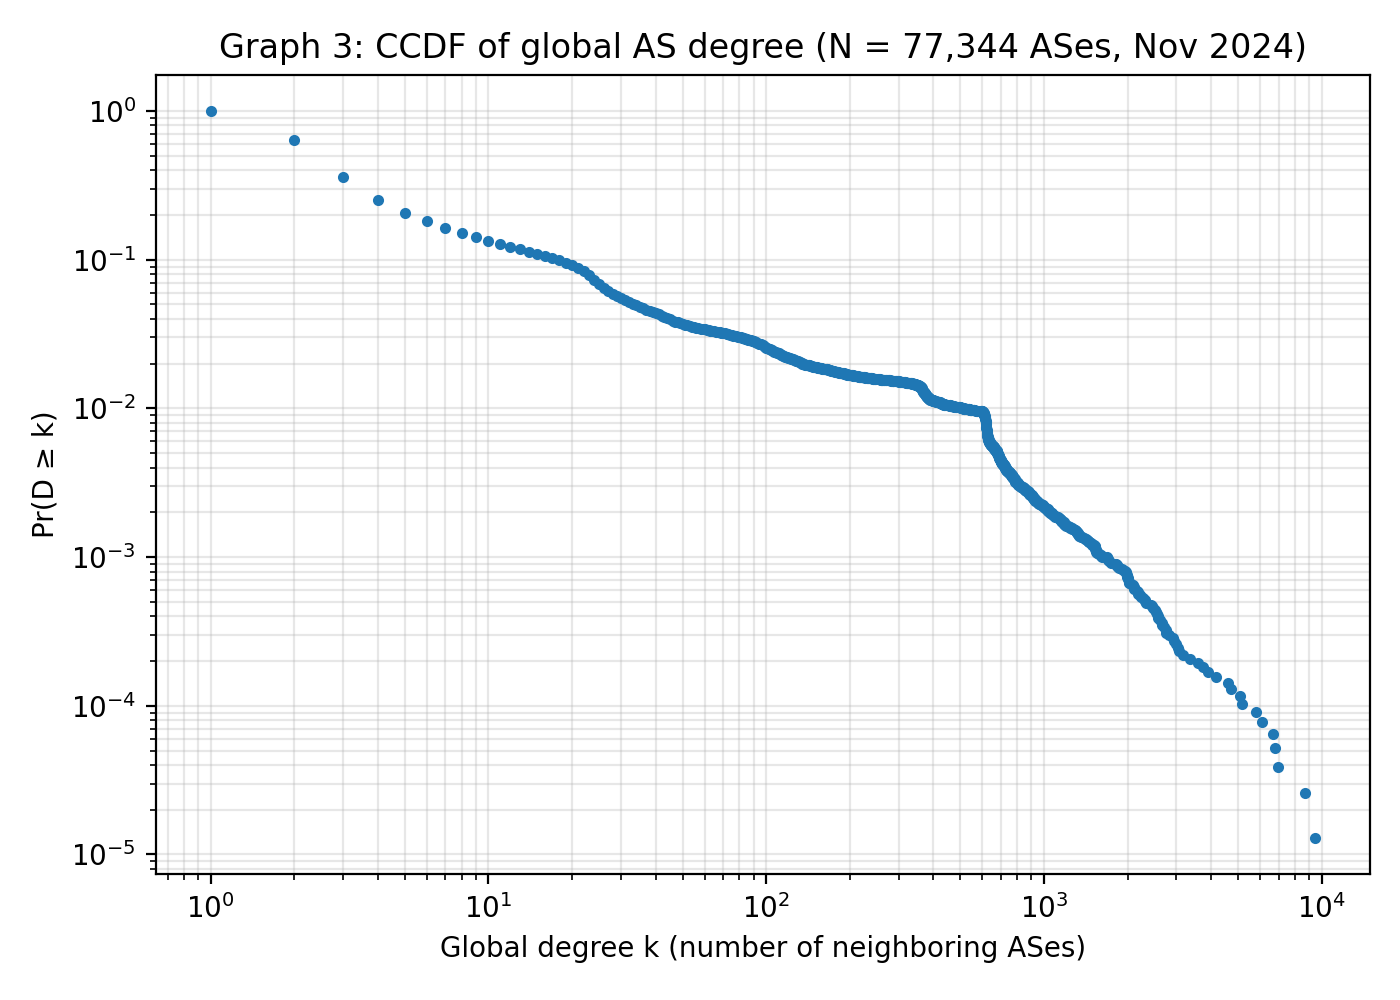 Graph 3: CCDF of global AS degree (N = 77,344 ASes, Nov 2024)
Pr(D ≥ k)
10⁰
10⁻¹
10⁻²
10⁻³
10⁻⁴
10⁻⁵
10⁰ 10¹ 10² 10³ 10⁴
Global degree k (number of neighboring ASes)